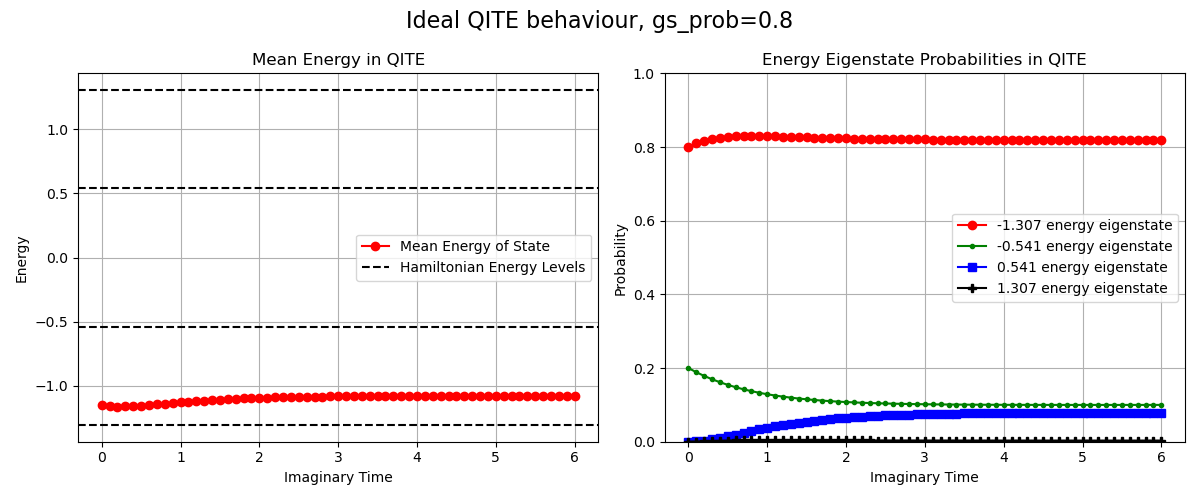 Ideal QITE behaviour, gs_prob=0.8
Mean Energy in QITE
Energy
1.0
0.5
0.0
−0.5
−1.0
Mean Energy of State
Hamiltonian Energy Levels
0 1 2 3 4 5 6
Imaginary Time
Energy Eigenstate Probabilities in QITE
Probability
1.0
0.8
0.6
0.4
0.2
0.0
-1.307 energy eigenstate
-0.541 energy eigenstate
0.541 energy eigenstate
1.307 energy eigenstate
0 1 2 3 4 5 6
Imaginary Time